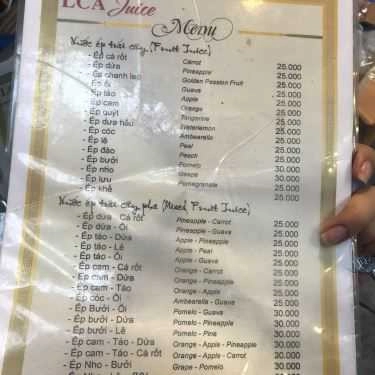 LCA Juice
Menu
Nước ép trái cây (Fruit Juice)
- Ép cà rốt Carrot 25.000
- Ép dứa Pineapple 25.000
- Ép chanh leo Golden Passion Fruit 25.000
- Ép ổi Guava 25.000
- Ép táo Apple 25.000
- Ép cam Orange 25.000
- Ép quýt Tangerine 25.000
- Ép dưa hấu Waterlemon 25.000
- Ép cóc Ambearella 25.000
- Ép lê Peal 25.000
- Ép đào Peach 25.000
- Ép bưởi Pomelo 30.000
- Ép nho Geape 30.000
- Ép lựu Pomegranate 25.000
- Ép khế 25.000
Nước ép trái cây phê (Mixed Fruit Juice)
- Ép dứa - Cà rốt Pineapple - Carrot 25.000
- Ép dứa - Ổi Pineapple - Guava 25.000
- Ép táo - Dứa Apple - Pineapple 25.000
- Ép táo - Lê Apple - Peal 25.000
- Ép táo - Ổi Apple - Guava 25.000
- Ép cam - Cà rốt Orange - Carrot 25.000
- Ép cam - Dứa Orange - Pineapple 25.000
- Ép cam - Táo Orange - Apple 25.000
- Ép cóc - Ổi Ambearella - Guava 25.000
- Ép Bưởi - Ổi Pomelo - Guava 30.000
- Ép bưởi - Dứa Pomelo - Pineapple 30.000
- Ép bưởi - Lê Pomelo - Pine 30.000
- Ép cam - Táo - Dứa Orange - Apple - Pineapple 30.000
- Ép cam - Táo - Cà rốt Orange - Apple - Carrot 30.000
- Ép Nho - Bưởi Grape - Pomelo 30.000